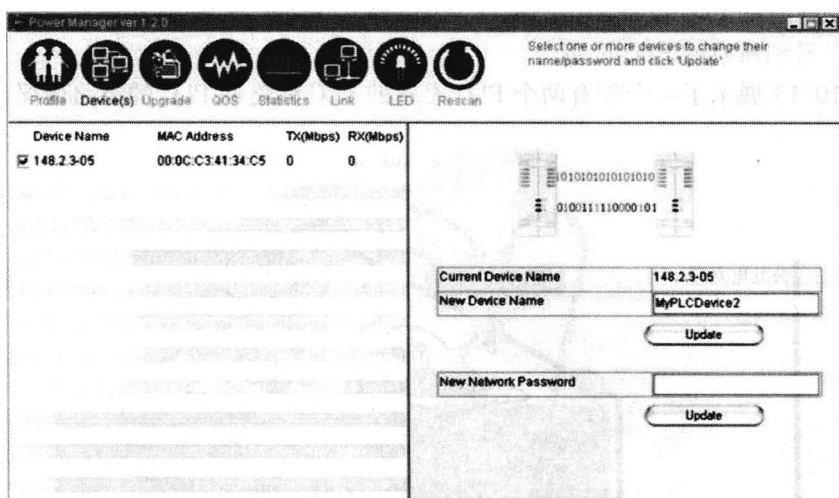 Power Manager ver 1.2.0
Select one or more devices to change their
name/password and click 'Update'
Profile Device(s) Upgrade QOS Statistics Link LED Rescan
Device Name MAC Address TX(Mbps) RX(Mbps)
148.2.3-05 00:0C:C3:41:34:C5 0 0
1010101010101010
0100111110000101
Current Device Name 148.2.3-05
New Device Name MyPLCDevice2
Update
New Network Password
Update